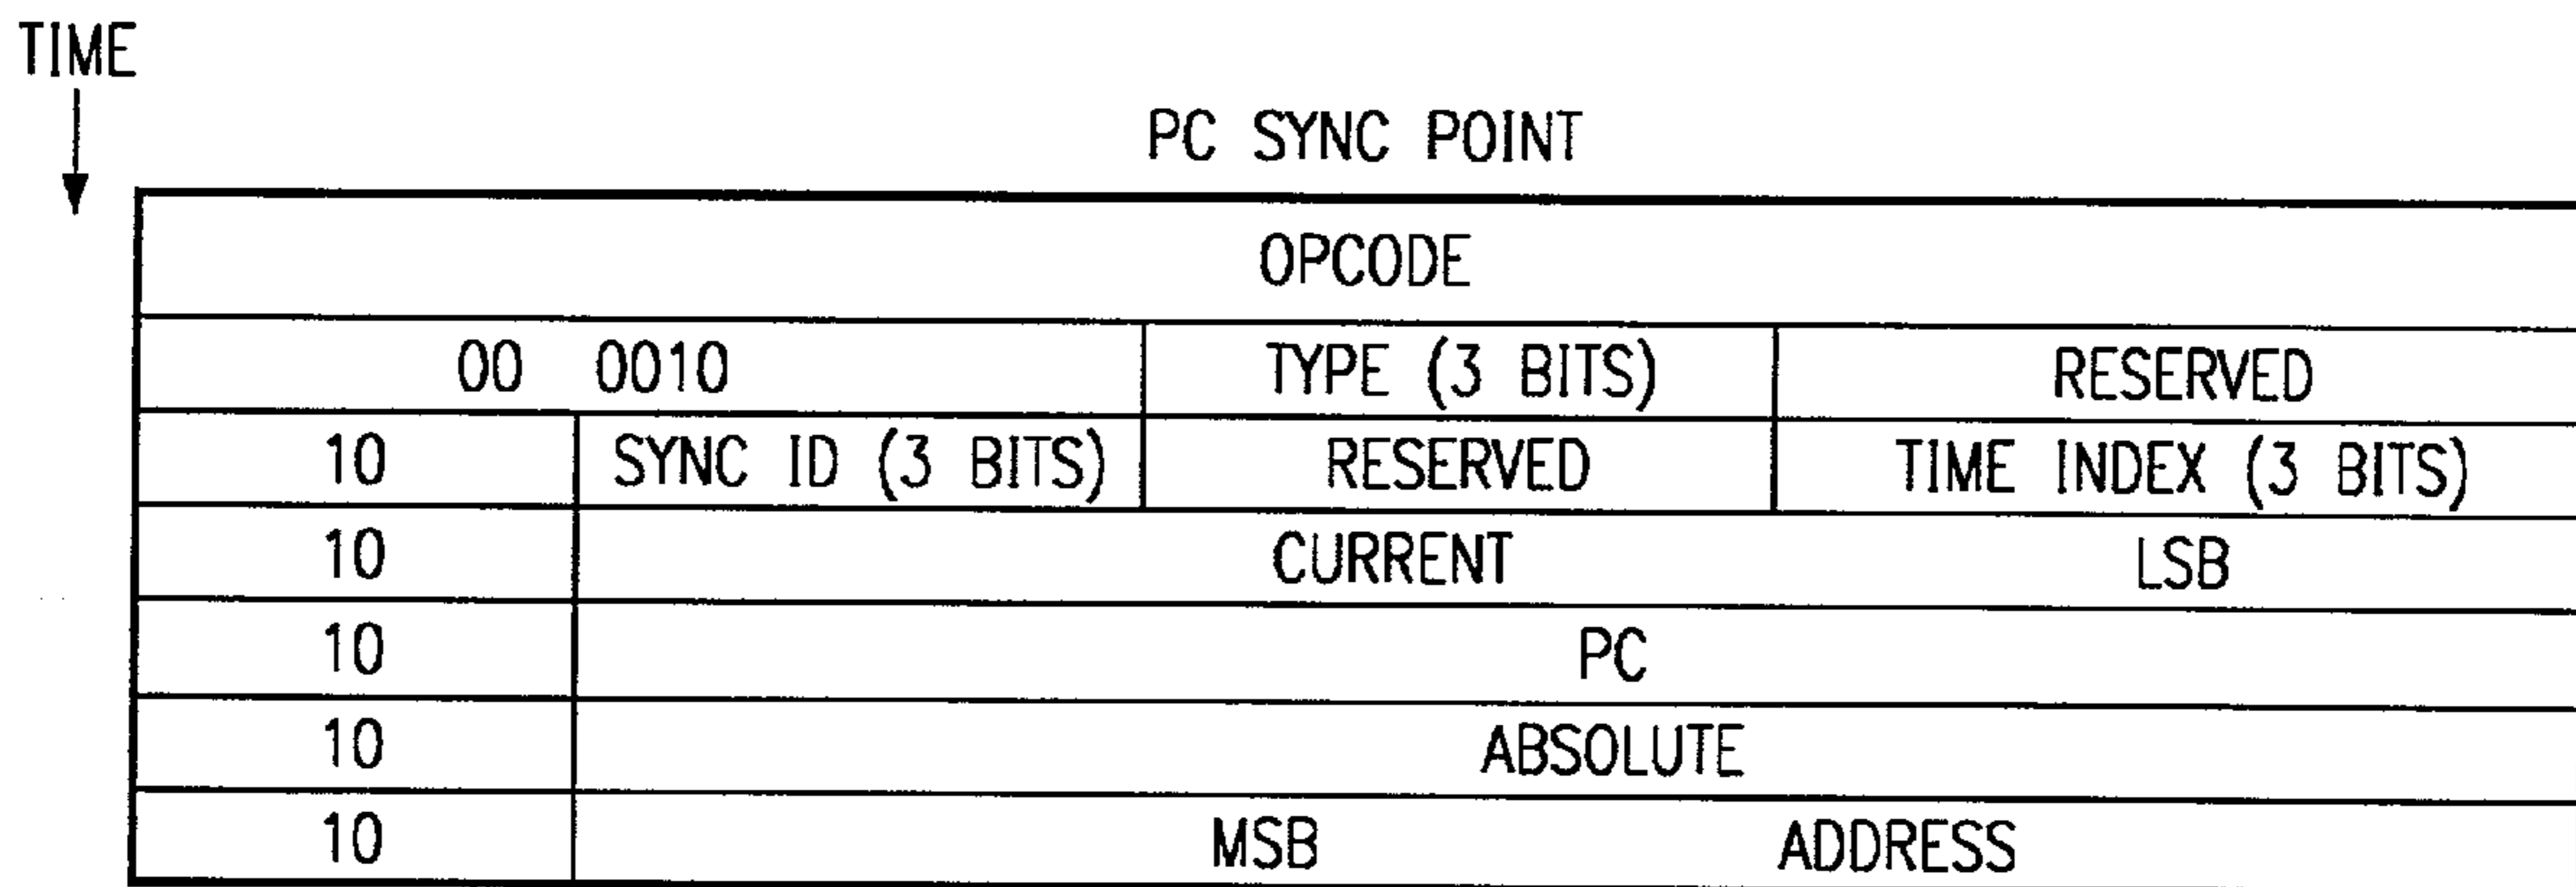 TIME
PC SYNC POINT
OPCODE
00 0010 TYPE (3 BITS) RESERVED
10 SYNC ID (3 BITS) RESERVED TIME INDEX (3 BITS)
10 CURRENT LSB
10 PC
10 ABSOLUTE
10 MSB ADDRESS